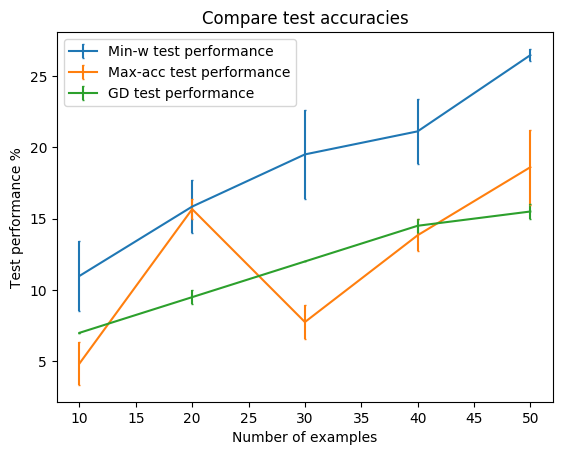 Compare test accuracies
Min-w test performance
Max-acc test performance
GD test performance
Test performance %
25
20
15
10
5
10 15 20 25 30 35 40 45 50
Number of examples